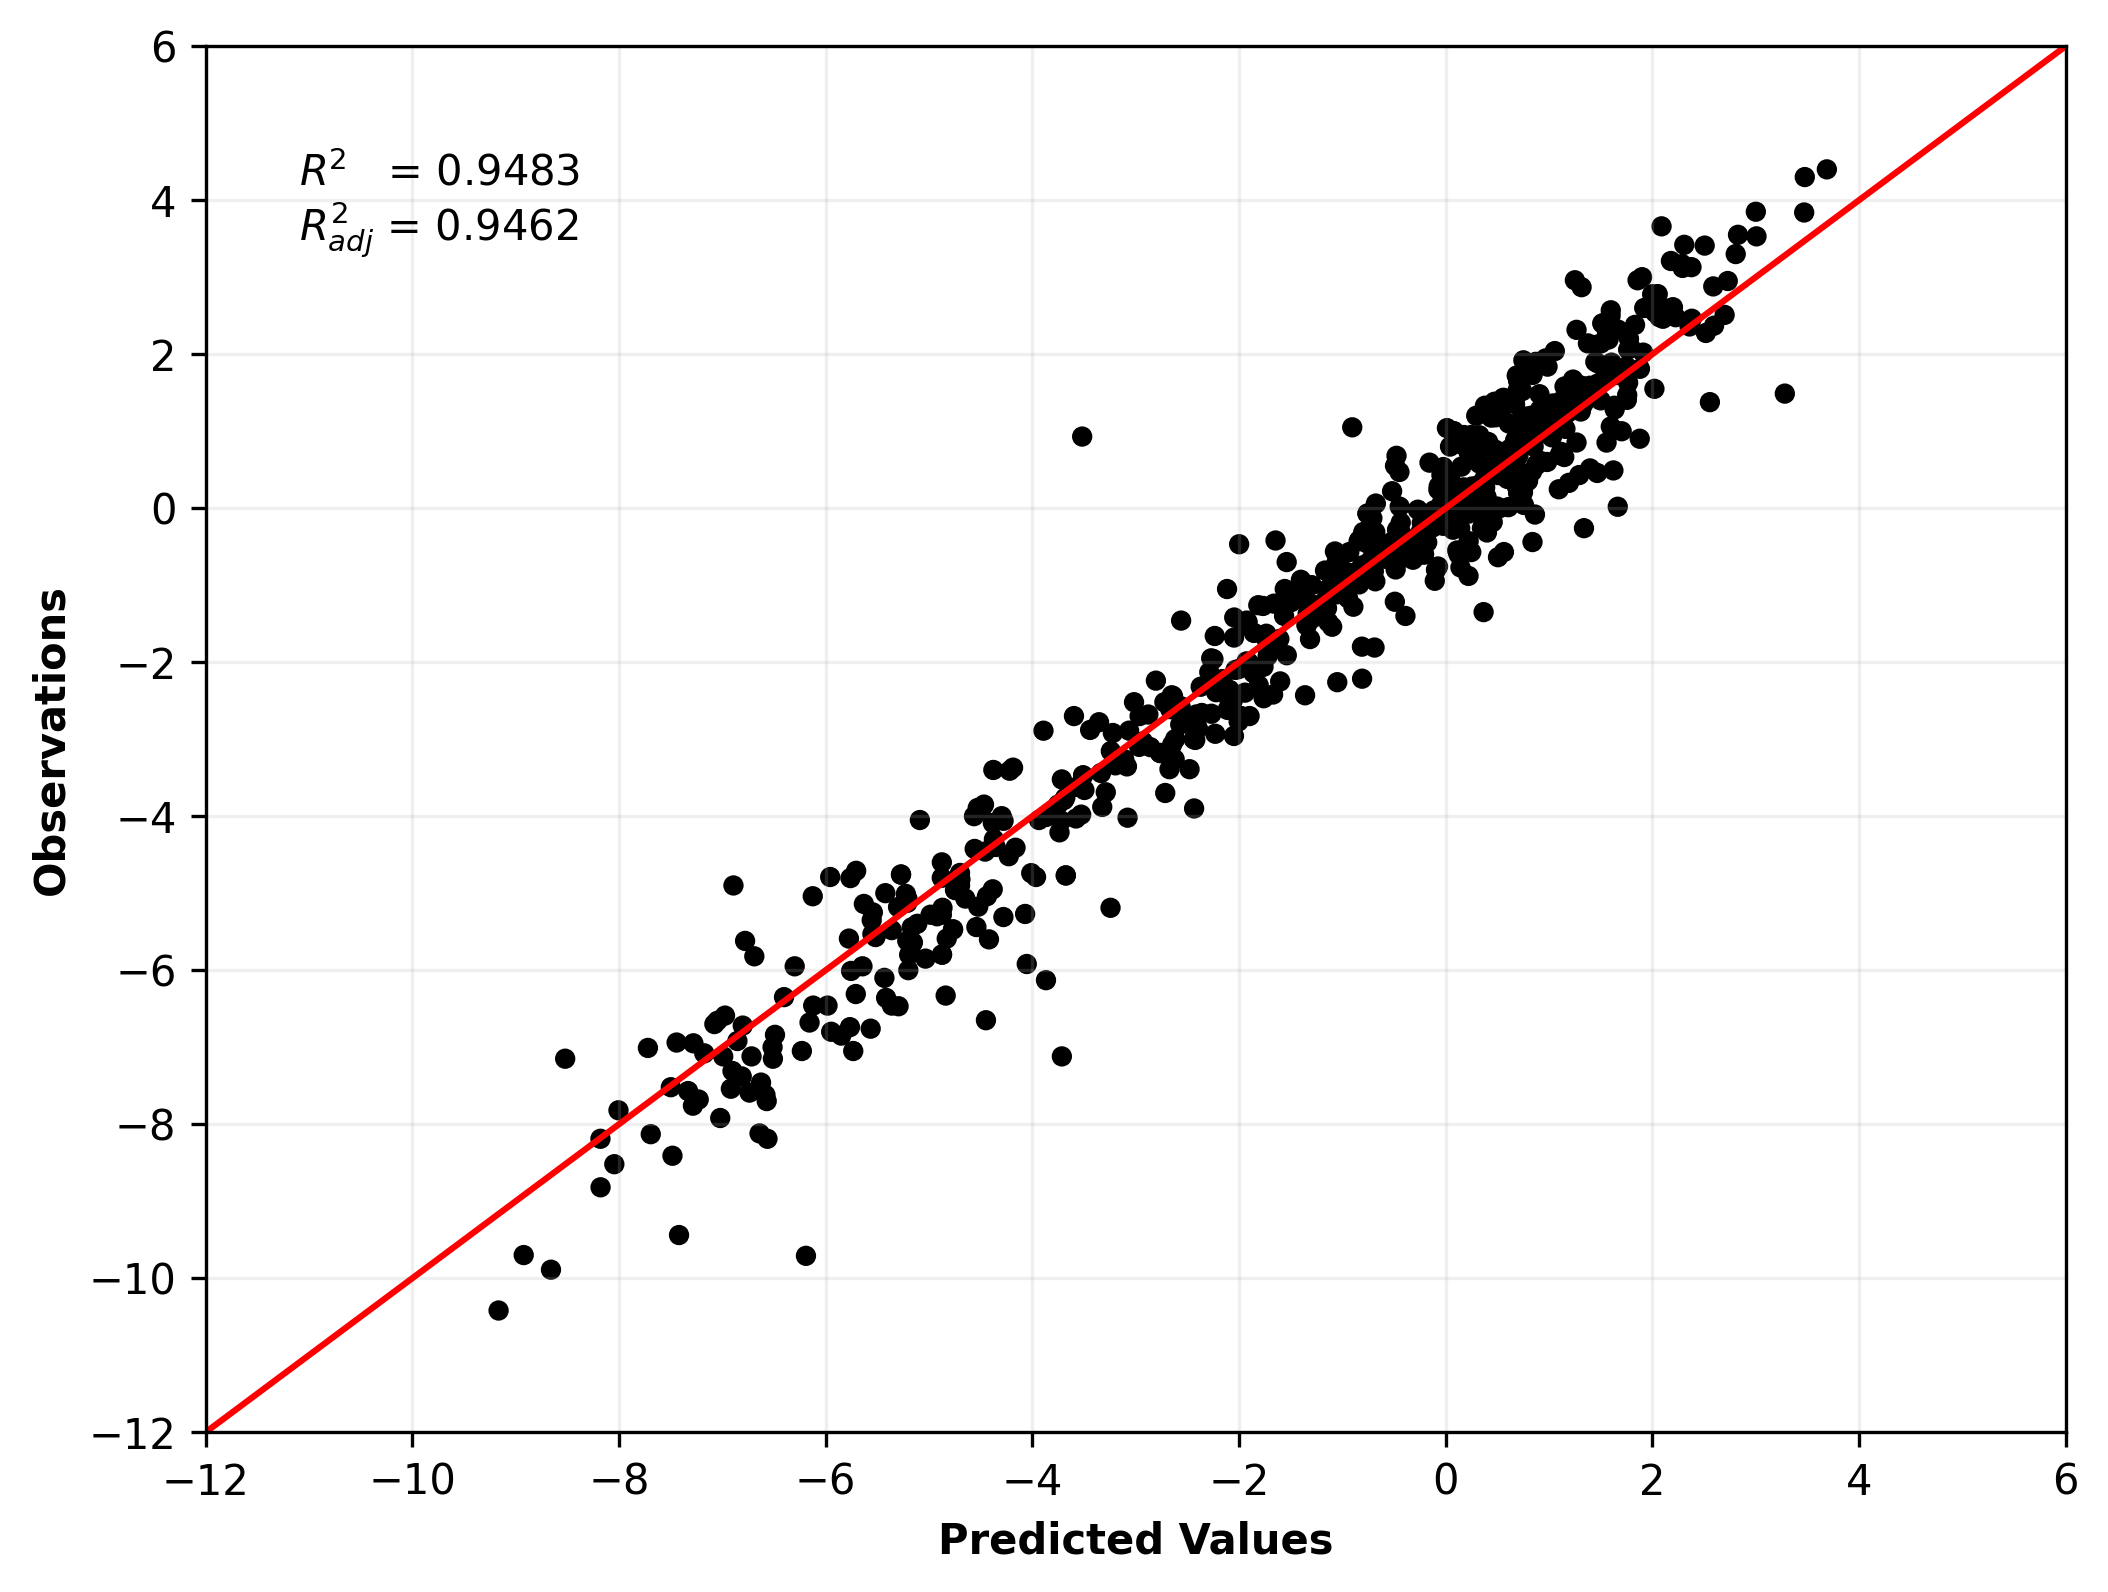 R² = 0.9483
R²adj = 0.9462
6
4
2
0
−2
−4
−6
−8
−10
−12
−12 −10 −8 −6 −4 −2 0 2 4 6
Observations
Predicted Values